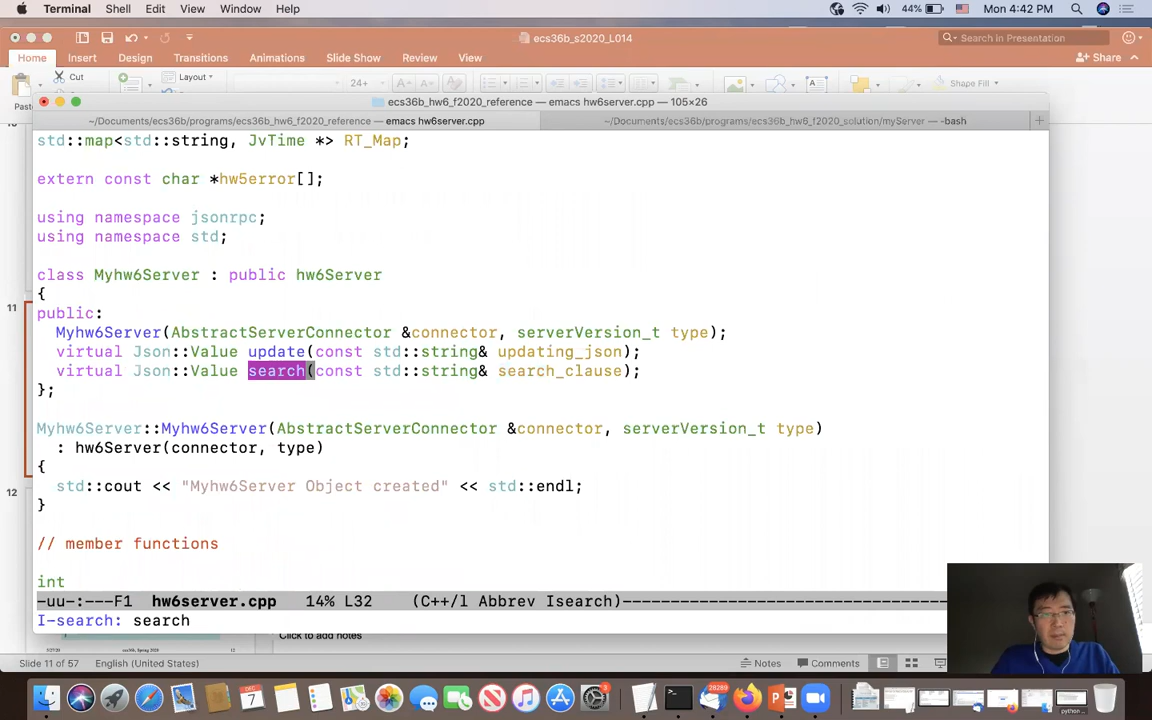 Terminal Shell Edit View Window Help 44% Mon 4:42 PM
ecs36b_s2020_L014 Search in Presentation
Home Insert Design Transitions Animations Slide Show Review View Share
Cut Layout 24+ Shape Fill
ecs36b_hw6_f2020_reference — emacs hw6server.cpp — 105×26
~/Documents/ecs36b/programs/ecs36b_hw6_f2020_reference — emacs hw6server.cpp ~/Documents/ecs36b/programs/ecs36b_hw6_f2020_solution/myServer — -bash
std::map<std::string, JvTime *> RT_Map;
extern const char *hw5error[];
using namespace jsonrpc;
using namespace std;
class Myhw6Server : public hw6Server
{
11
public:
Myhw6Server(AbstractServerConnector &connector, serverVersion_t type);
virtual Json::Value update(const std::string& updating_json);
virtual Json::Value search(const std::string& search_clause);
};
Myhw6Server::Myhw6Server(AbstractServerConnector &connector, serverVersion_t type)
: hw6Server(connector, type)
{
12
std::cout << "Myhw6Server Object created" << std::endl;
}
// member functions
int
-uu-:---F1 hw6server.cpp 14% L32 (C++/l Abbrev Isearch)
I-search: search
Click to add notes
Slide 11 of 57 English (United States) Notes Comments